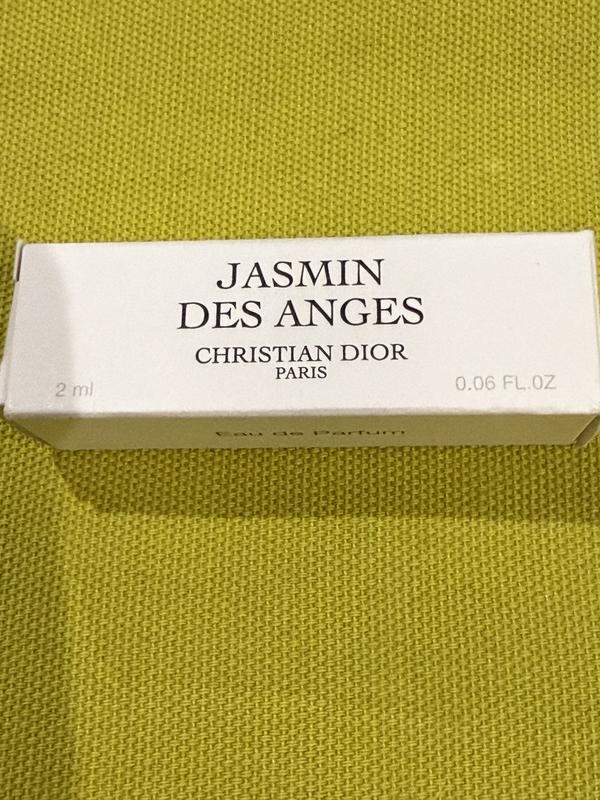 JASMIN
DES ANGES
CHRISTIAN DIOR
PARIS
2 ml
0.06 FL.OZ
Eau de Parfum